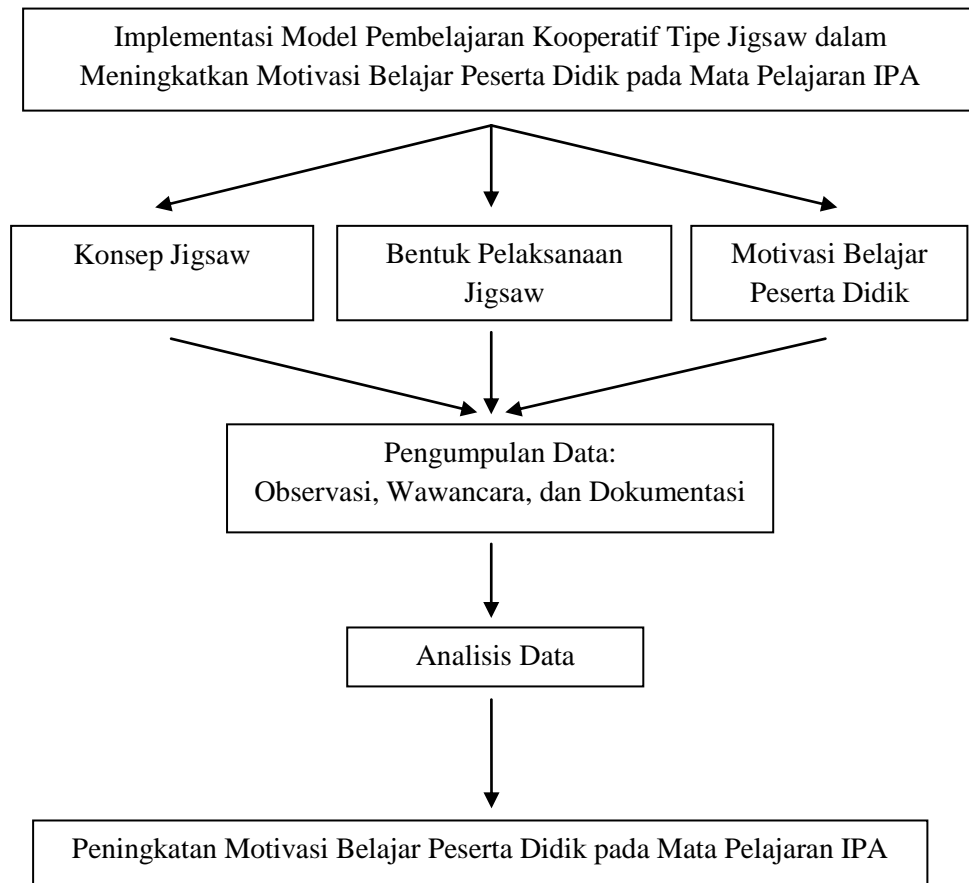 Implementasi Model Pembelajaran Kooperatif Tipe Jigsaw dalam
Meningkatkan Motivasi Belajar Peserta Didik pada Mata Pelajaran IPA
Konsep Jigsaw
Bentuk Pelaksanaan
Jigsaw
Motivasi Belajar
Peserta Didik
Pengumpulan Data:
Observasi, Wawancara, dan Dokumentasi
Analisis Data
Peningkatan Motivasi Belajar Peserta Didik pada Mata Pelajaran IPA